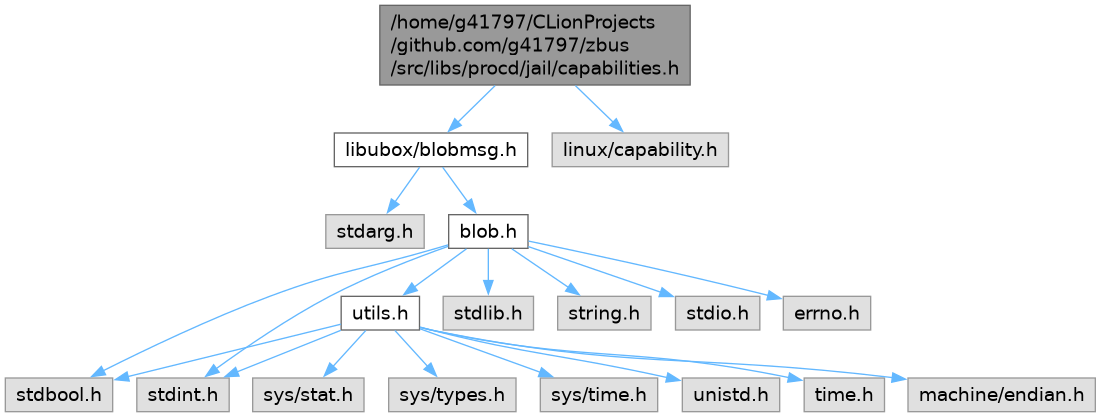 /home/g41797/CLionProjects
/github.com/g41797/zbus
/src/libs/procd/jail/capabilities.h
libubox/blobmsg.h
linux/capability.h
stdarg.h
blob.h
utils.h
stdlib.h
string.h
stdio.h
errno.h
stdbool.h
stdint.h
sys/stat.h
sys/types.h
sys/time.h
unistd.h
time.h
machine/endian.h